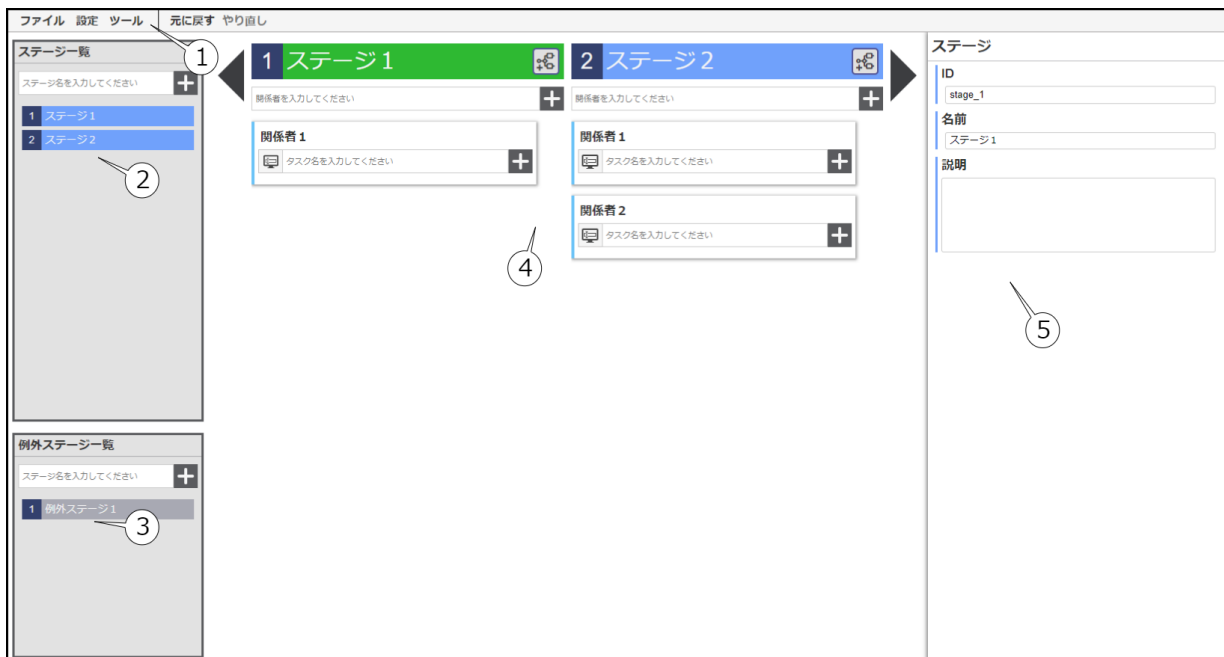 ファイル 設定 ツール 元に戻す やり直し
1
ステージ一覧
ステージ名を入力してください
1 ステージ1
2 ステージ2
2
例外ステージ一覧
ステージ名を入力してください
1 例外ステージ1
3
1 ステージ1
関係者を入力してください
関係者1
タスク名を入力してください
2 ステージ2
関係者を入力してください
関係者1
タスク名を入力してください
関係者2
タスク名を入力してください
4
ステージ
ID
stage_1
名前
ステージ1
説明
5